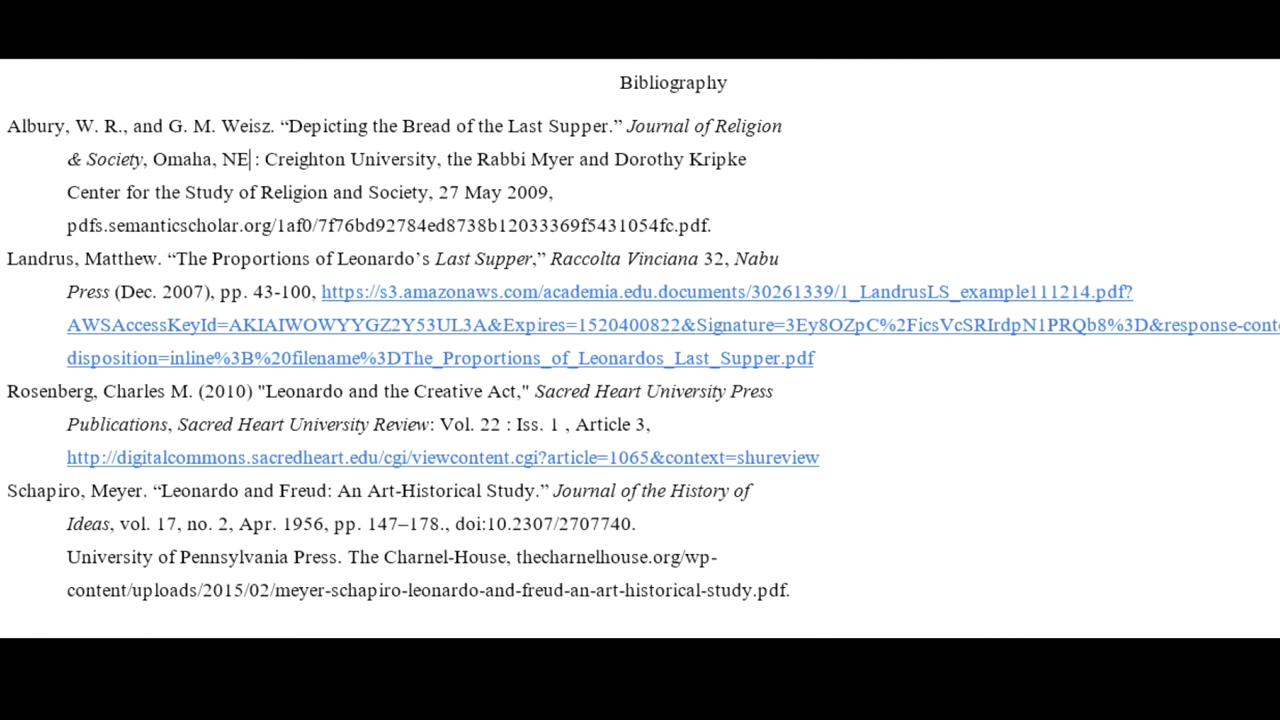 Bibliography
Albury, W. R., and G. M. Weisz. “Depicting the Bread of the Last Supper.” Journal of Religion
& Society, Omaha, NE : Creighton University, the Rabbi Myer and Dorothy Kripke
Center for the Study of Religion and Society, 27 May 2009,
pdfs.semanticscholar.org/1af0/7f76bd92784ed8738b12033369f5431054fc.pdf.
Landrus, Matthew. “The Proportions of Leonardo’s Last Supper,” Raccolta Vinciana 32, Nabu
Press (Dec. 2007), pp. 43-100, https://s3.amazonaws.com/academia.edu.documents/30261339/1_LandrusLS_example111214.pdf?
AWSAccessKeyId=AKIAIWOWYYGZ2Y53UL3A&Expires=1520400822&Signature=3Ey8OZpC%2FicsVcSRIrdpN1PRQb8%3D&response-cont
disposition=inline%3B%20filename%3DThe_Proportions_of_Leonardos_Last_Supper.pdf
Rosenberg, Charles M. (2010) "Leonardo and the Creative Act," Sacred Heart University Press
Publications, Sacred Heart University Review: Vol. 22 : Iss. 1 , Article 3,
http://digitalcommons.sacredheart.edu/cgi/viewcontent.cgi?article=1065&context=shureview
Schapiro, Meyer. “Leonardo and Freud: An Art-Historical Study.” Journal of the History of
Ideas, vol. 17, no. 2, Apr. 1956, pp. 147–178., doi:10.2307/2707740.
University of Pennsylvania Press. The Charnel-House, thecharnelhouse.org/wp-
content/uploads/2015/02/meyer-schapiro-leonardo-and-freud-an-art-historical-study.pdf.